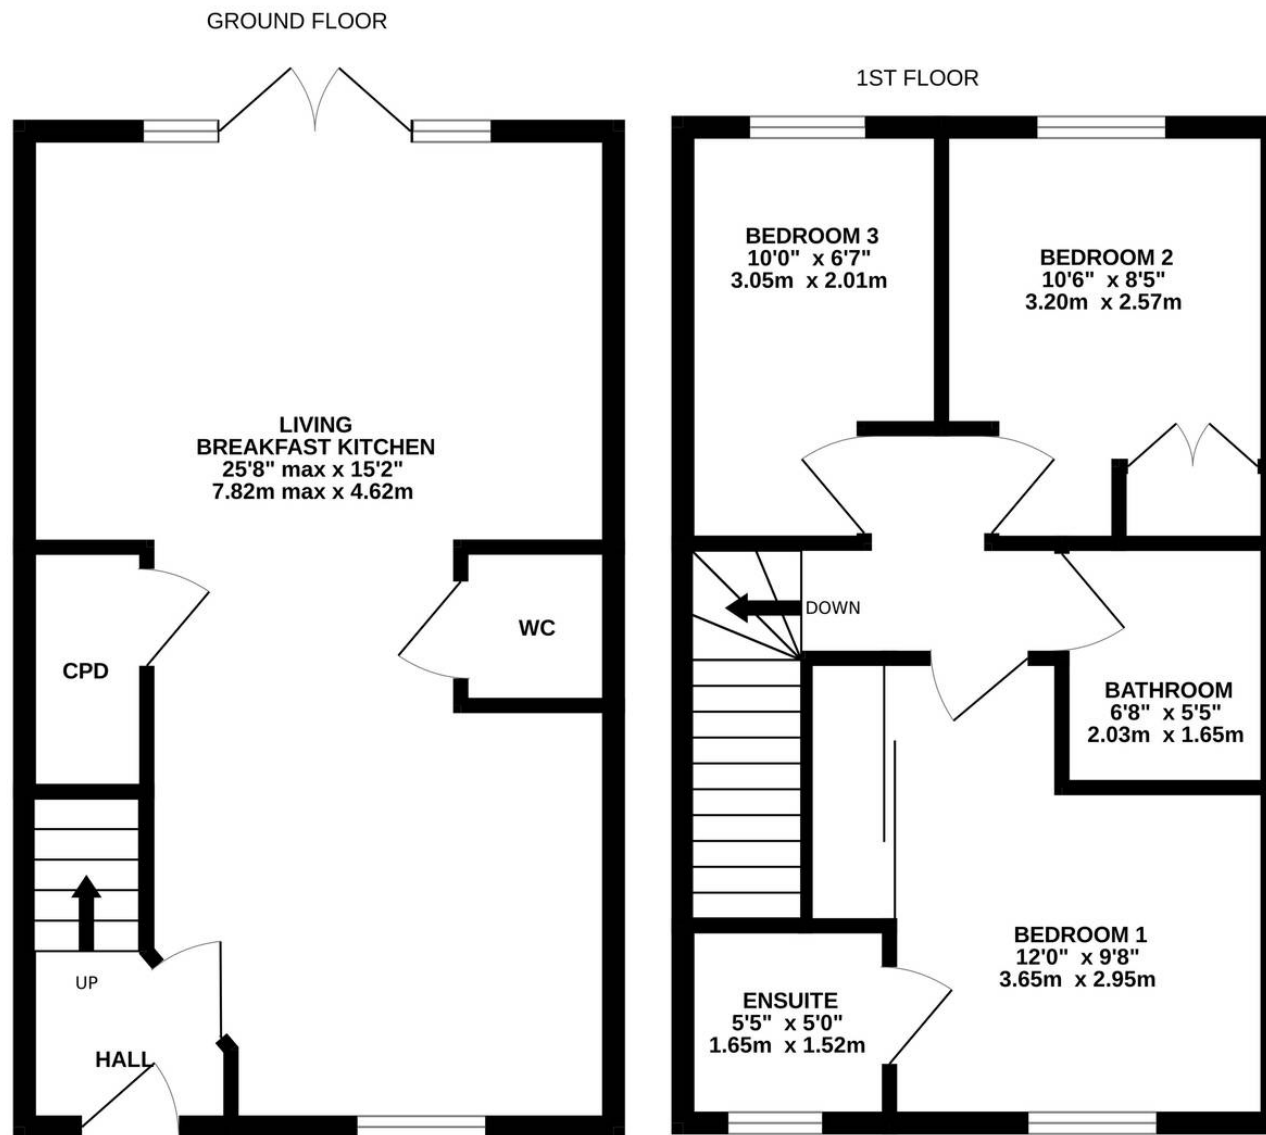 GROUND FLOOR
LIVING
BREAKFAST KITCHEN
25'8" max x 15'2"
7.82m max x 4.62m
CPD
WC
UP
HALL
1ST FLOOR
BEDROOM 3
10'0" x 6'7"
3.05m x 2.01m
BEDROOM 2
10'6" x 8'5"
3.20m x 2.57m
DOWN
BATHROOM
6'8" x 5'5"
2.03m x 1.65m
BEDROOM 1
12'0" x 9'8"
3.65m x 2.95m
ENSUITE
5'5" x 5'0"
1.65m x 1.52m